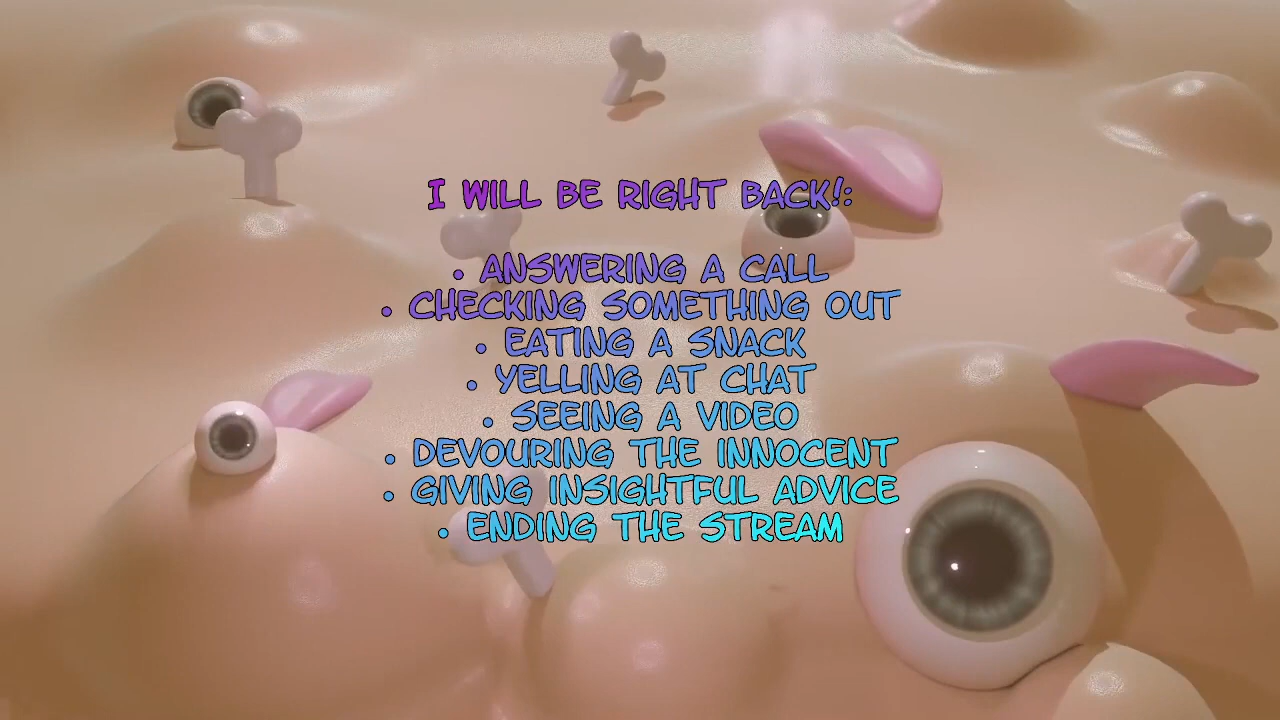 I WILL BE RIGHT BACK!:
• ANSWERING A CALL
• CHECKING SOMETHING OUT
• EATING A SNACK
• YELLING AT CHAT
• SEEING A VIDEO
• DEVOURING THE INNOCENT
• GIVING INSIGHTFUL ADVICE
• ENDING THE STREAM